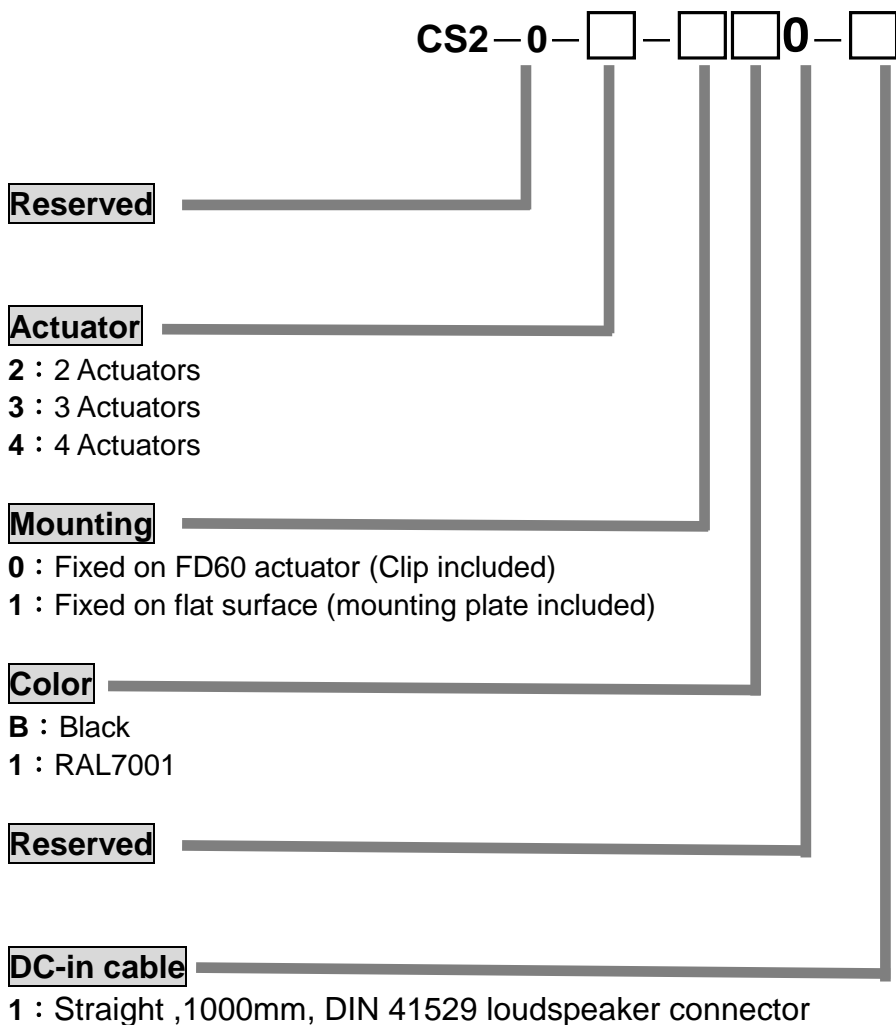 CS2－0－□－□□0－□
Reserved
Actuator
2：2 Actuators
3：3 Actuators
4：4 Actuators
Mounting
0：Fixed on FD60 actuator (Clip included)
1：Fixed on flat surface (mounting plate included)
Color
B：Black
1：RAL7001
Reserved
DC-in cable
1：Straight ,1000mm, DIN 41529 loudspeaker connector